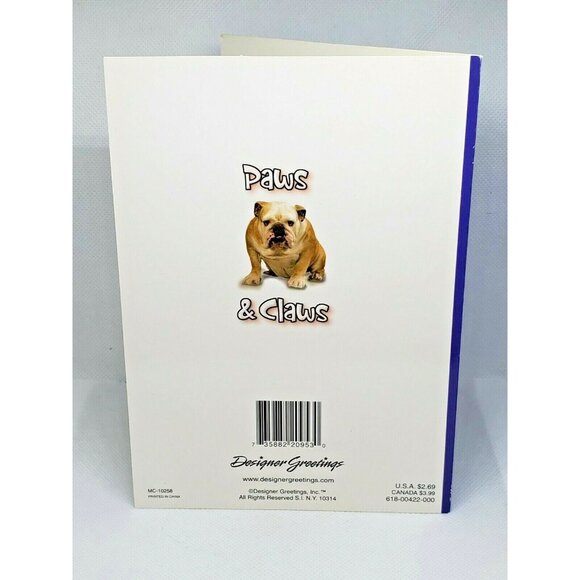 Paws
& Claws
7 35882 20953 0
Designer Greetings
www.designergreetings.com
©Designer Greetings, Inc.™
All Rights Reserved S.I. N.Y. 10314
MC-10258
PRINTED IN CHINA
U.S.A. $2.69
CANADA $3.99
618-00422-000